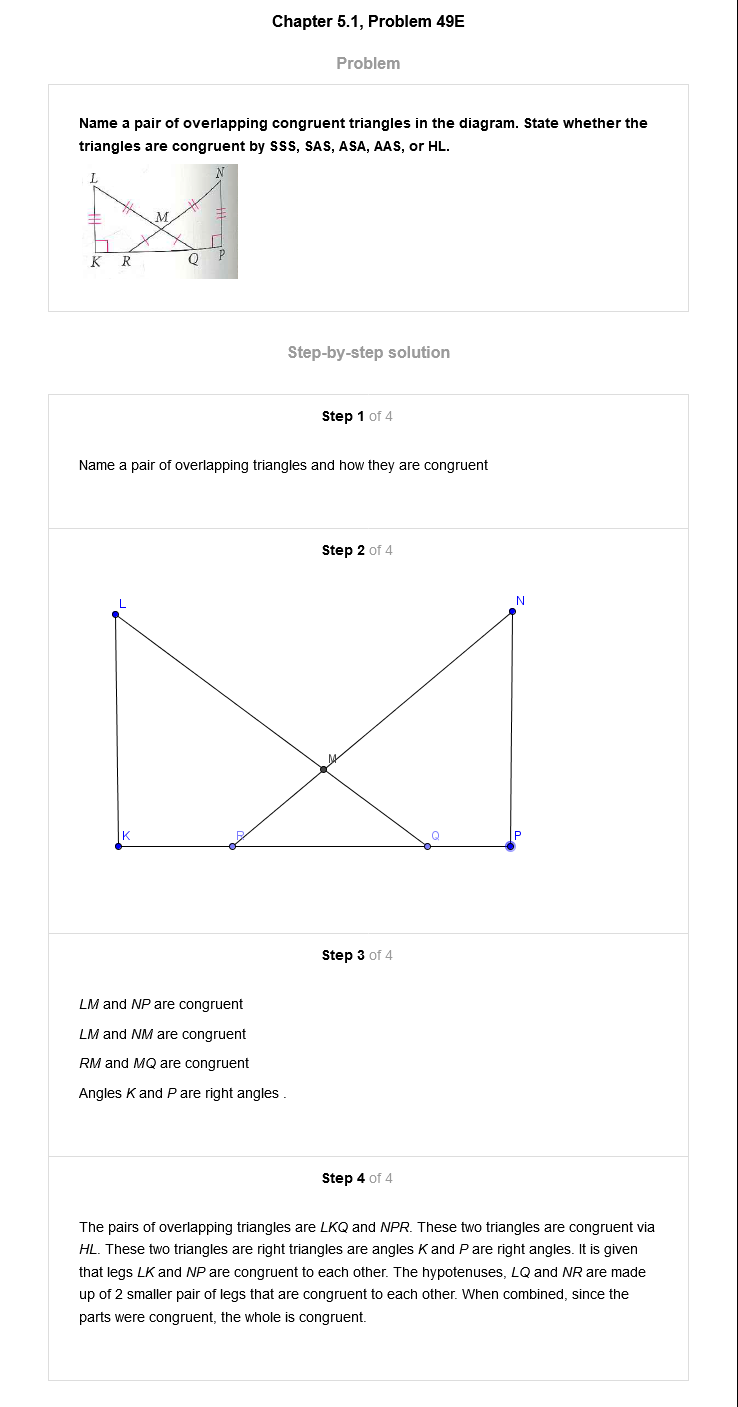 Chapter 5.1, Problem 49E
Problem
Name a pair of overlapping congruent triangles in the diagram. State whether the
triangles are congruent by SSS, SAS, ASA, AAS, or HL.
L
N
M
K
R
Q
P
Step-by-step solution
Step 1 of 4
Name a pair of overlapping triangles and how they are congruent
Step 2 of 4
L
N
M
K
R
Q
P
Step 3 of 4
LM and NP are congruent
LM and NM are congruent
RM and MQ are congruent
Angles K and P are right angles .
Step 4 of 4
The pairs of overlapping triangles are LKQ and NPR. These two triangles are congruent via
HL. These two triangles are right triangles are angles K and P are right angles. It is given
that legs LK and NP are congruent to each other. The hypotenuses, LQ and NR are made
up of 2 smaller pair of legs that are congruent to each other. When combined, since the
parts were congruent, the whole is congruent.